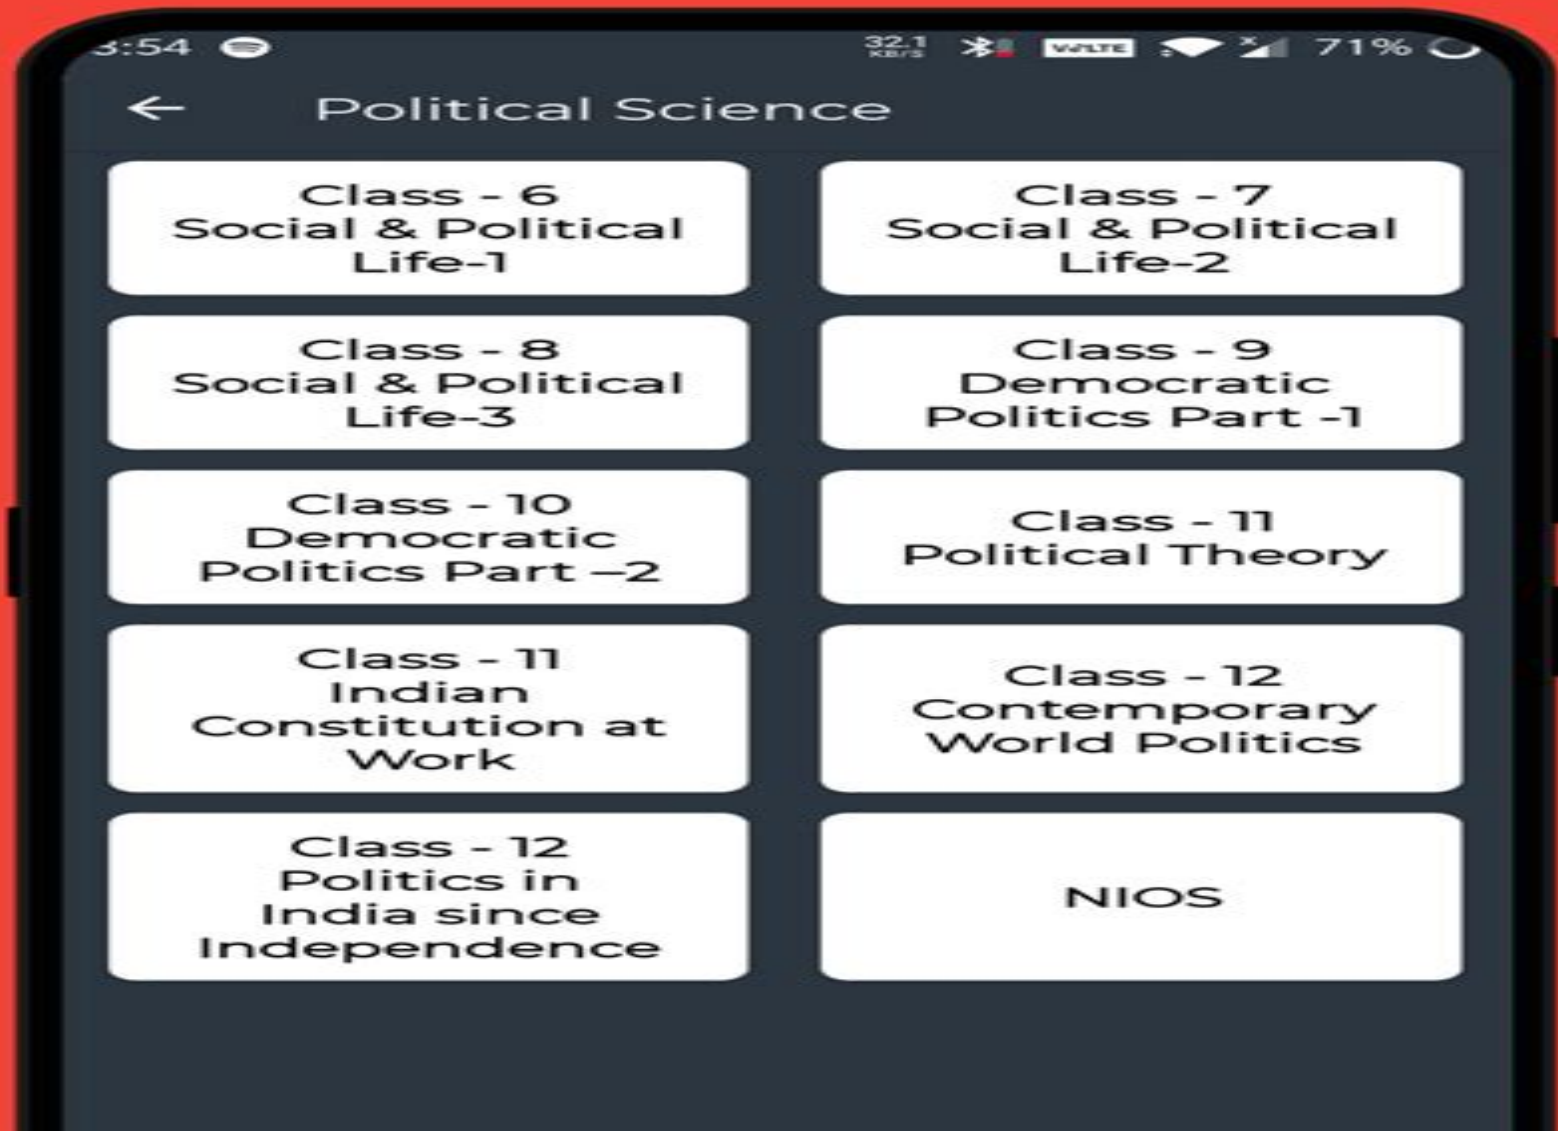 3:54
32.1
KB/S
VoLTE
71%
Political Science
Class - 6
Social & Political
Life-1
Class - 7
Social & Political
Life-2
Class - 8
Social & Political
Life-3
Class - 9
Democratic
Politics Part -1
Class - 10
Democratic
Politics Part –2
Class - 11
Political Theory
Class - 11
Indian
Constitution at
Work
Class - 12
Contemporary
World Politics
Class - 12
Politics in
India since
Independence
NIOS